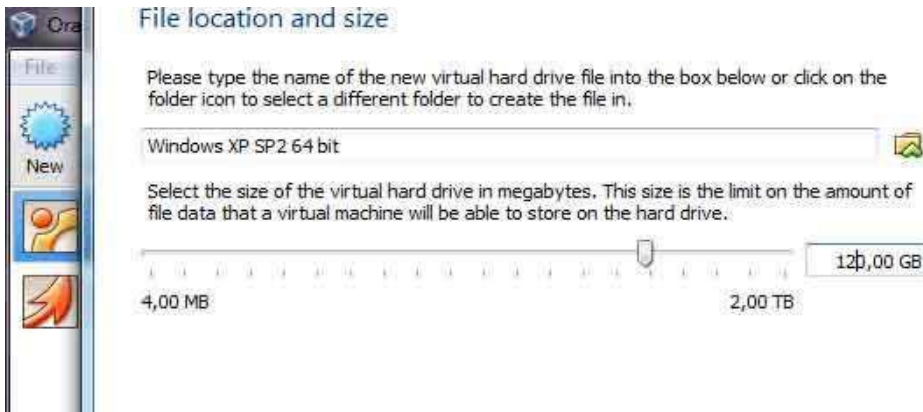 Ora
File location and size
File
Please type the name of the new virtual hard drive file into the box below or click on the
folder icon to select a different folder to create the file in.
Windows XP SP2 64 bit
New
Select the size of the virtual hard drive in megabytes. This size is the limit on the amount of
file data that a virtual machine will be able to store on the hard drive.
120,00 GB
4,00 MB 2,00 TB